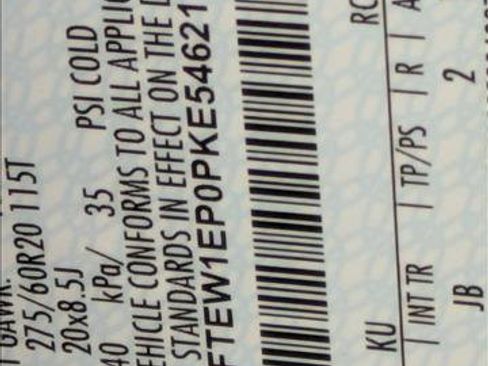 GAWR:
275/60R20 115T
20x8.5J
40 kPa/ 35 PSI COLD
EHICLE CONFORMS TO ALL APPLIC
STANDARDS IN EFFECT ON THE D
FTEW1EP0PKE54621
KU RC
INT TR | TP/PS | R | A
JB 2